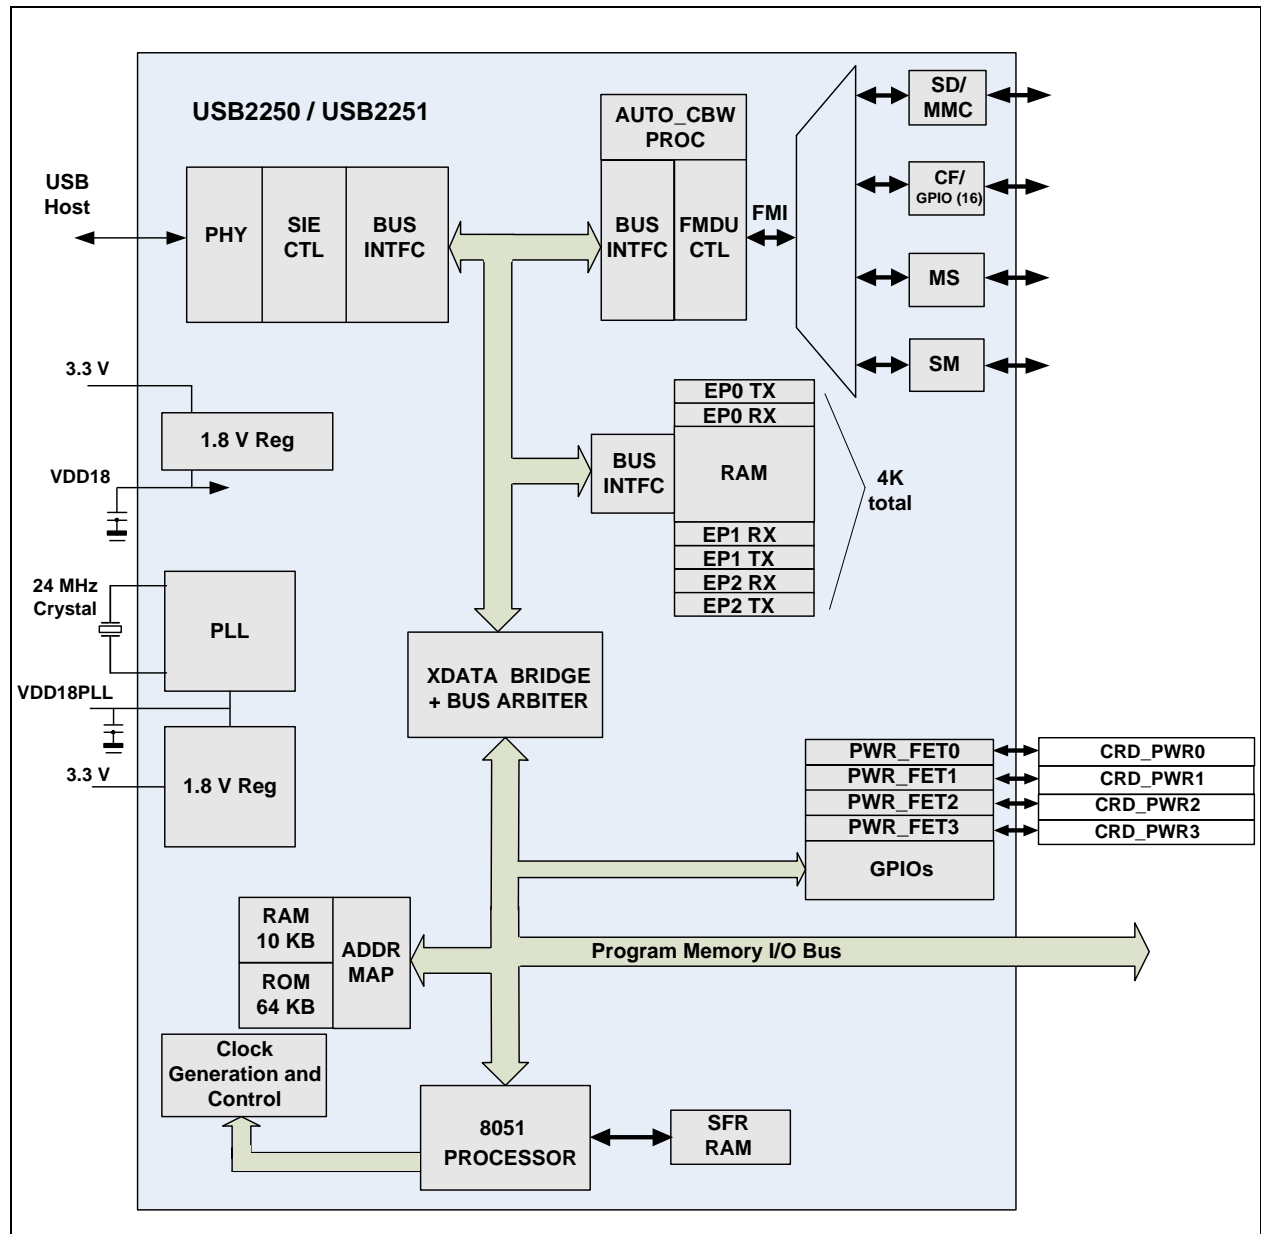 USB2250 / USB2251
USB
Host
PHY
SIE
CTL
BUS
INTFC
AUTO_CBW
PROC
BUS
INTFC
FMDU
CTL
FMI
SD/
MMC
CF/
GPIO (16)
MS
SM
3.3 V
1.8 V Reg
VDD18
24 MHz
Crystal
PLL
VDD18PLL
3.3 V
1.8 V Reg
BUS
INTFC
EP0 TX
EP0 RX
RAM
EP1 RX
EP1 TX
EP2 RX
EP2 TX
4K
total
XDATA BRIDGE
+ BUS ARBITER
PWR_FET0
PWR_FET1
PWR_FET2
PWR_FET3
GPIOs
CRD_PWR0
CRD_PWR1
CRD_PWR2
CRD_PWR3
RAM
10 KB
ROM
64 KB
ADDR
MAP
Program Memory I/O Bus
Clock
Generation and
Control
8051
PROCESSOR
SFR
RAM